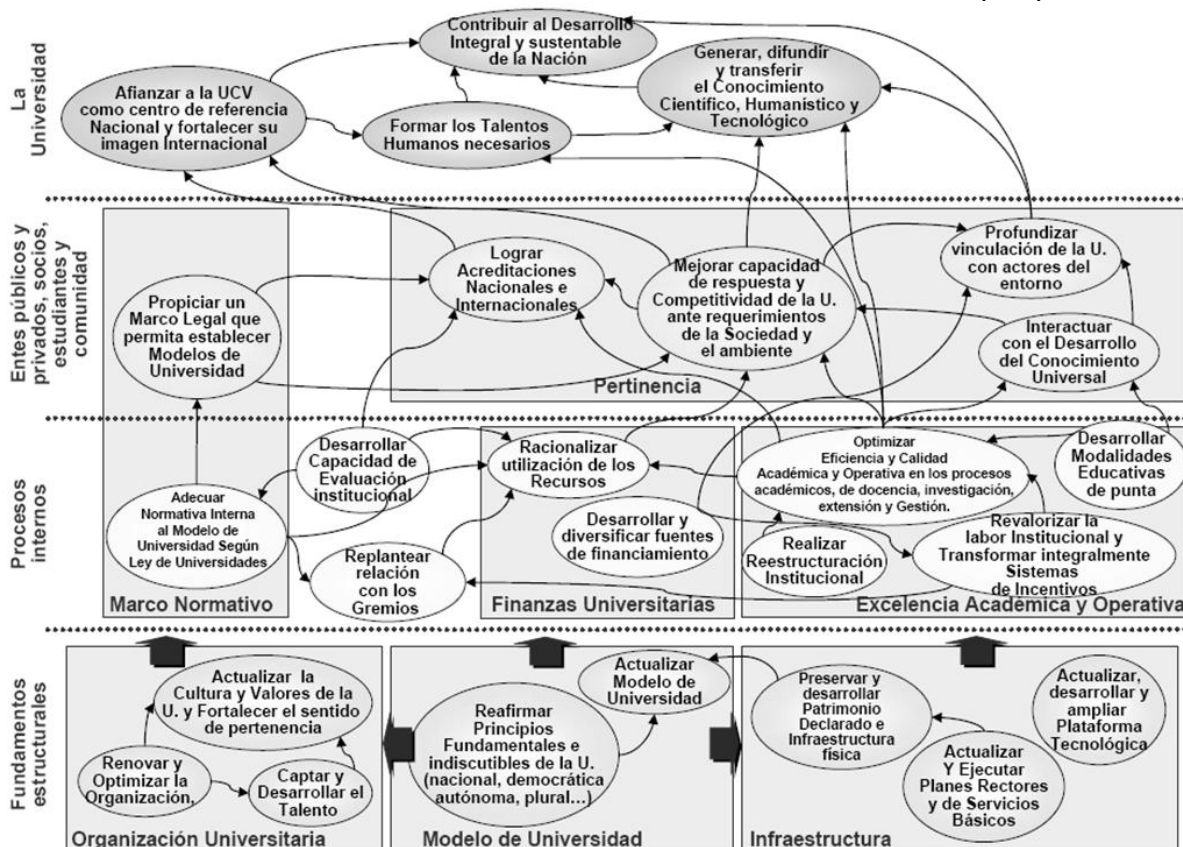 La
Universidad
Contribuir al Desarrollo
Integral y sustentable
de la Nación
Generar, difundir
y transferir
el Conocimiento
Científico, Humanístico y
Tecnológico
Afianzar a la UCV
como centro de referencia
Nacional y fortalecer su
imagen Internacional
Formar los Talentos
Humanos necesarios
Entes públicos y
privados, socios,
estudiantes y
comunidad
Propiciar un
Marco Legal que
permita establecer
Modelos de
Universidad
Lograr
Acreditaciones
Nacionales e
Internacionales
Mejorar capacidad
de respuesta y
Competitividad de la U.
ante requerimientos
de la Sociedad y
el ambiente
Profundizar
vinculación de la U.
con actores del
entorno
Interactuar
con el Desarrollo
del Conocimiento
Universal
Pertinencia
Procesos
internos
Desarrollar
Capacidad de
Evaluación
institucional
Adecuar
Normativa Interna
al Modelo de
Universidad Según
Ley de Universidades
Replantear
relación
con los
Gremios
Marco Normativo
Racionalizar
utilización de los
Recursos
Desarrollar y
diversificar fuentes
de financiamiento
Finanzas Universitarias
Optimizar
Eficiencia y Calidad
Académica y Operativa en los procesos
académicos, de docencia, investigación,
extensión y Gestión.
Desarrollar
Modalidades
Educativas
de punta
Realizar
Reestructuración
Institucional
Revalorizar la
labor Institucional y
Transformar integralmente
Sistemas
de Incentivos
Excelencia Académica y Operativa
Fundamentos
estructurales
Actualizar la
Cultura y Valores de la
U. y Fortalecer el sentido
de pertenencia
Renovar y
Optimizar la
Organización,
Captar y
Desarrollar el
Talento
Organización Universitaria
Actualizar
Modelo de
Universidad
Reafirmar
Principios
Fundamentales e
indiscutibles de la U.
(nacional, democrática
autónoma, plural...)
Modelo de Universidad
Preservar y
desarrollar
Patrimonio
Declarado e
Infraestructura
física
Actualizar,
desarrollar y
ampliar
Plataforma
Tecnológica
Actualizar
Y Ejecutar
Planes Rectores
y de Servicios
Básicos
Infraestructura